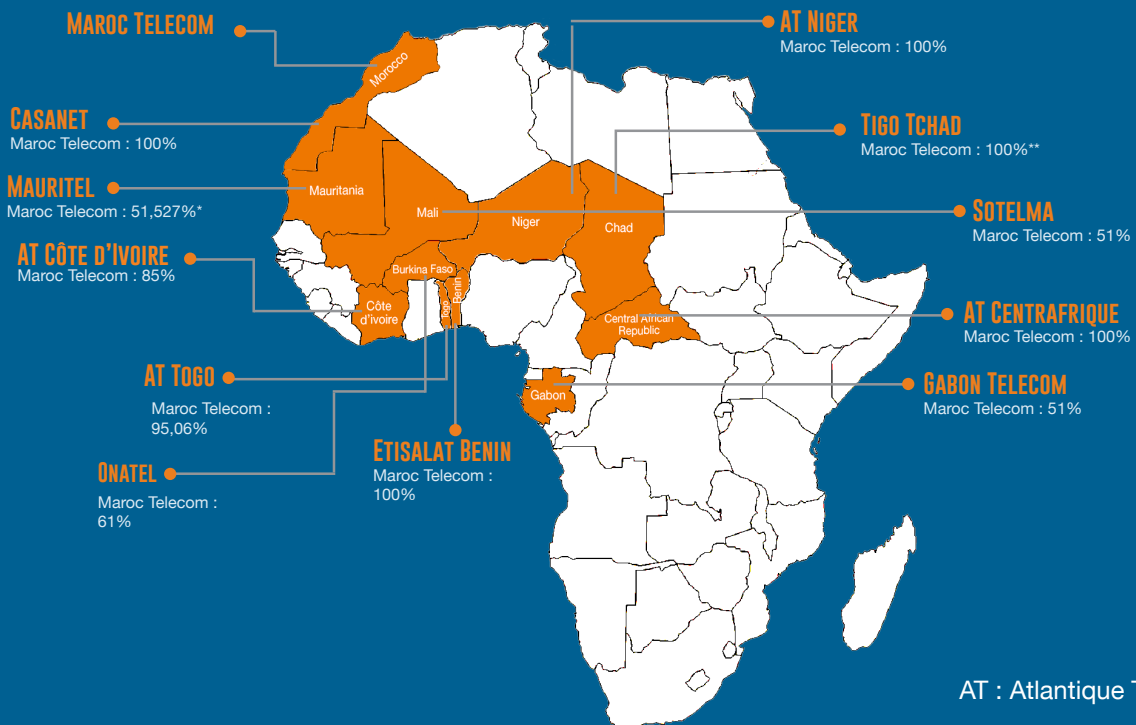 MAROC TELECOM
AT NIGER
Maroc Telecom : 100%
Morocco
CASANET
Maroc Telecom : 100%
TIGO TCHAD
Maroc Telecom : 100%**
MAURITEL
Maroc Telecom : 51,527%*
Mauritania
Mali
Niger
Chad
SOTELMA
Maroc Telecom : 51%
AT CÔTE D'IVOIRE
Maroc Telecom : 85%
Burkina Faso
Benin
Togo
Côte
d'ivoire
Central African
Republic
AT CENTRAFRIQUE
Maroc Telecom : 100%
AT TOGO
Maroc Telecom :
95,06%
Gabon
GABON TELECOM
Maroc Telecom : 51%
ETISALAT BENIN
Maroc Telecom :
100%
ONATEL
Maroc Telecom :
61%
AT : Atlantique T